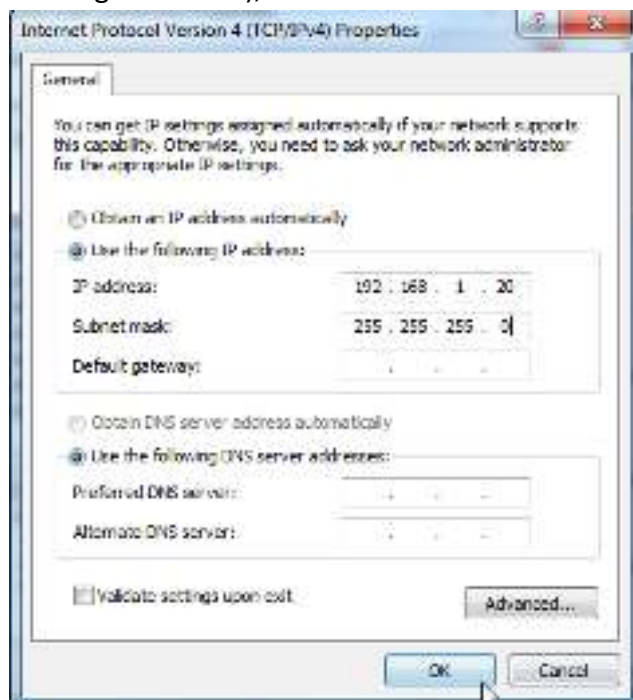 Internet Protocol Version 4 (TCP/IPv4) Properties
General
You can get IP settings assigned automatically if your network supports
this capability. Otherwise, you need to ask your network administrator
for the appropriate IP settings.
Obtain an IP address automatically
Use the following IP address:
IP address: 192 . 168 . 1 . 20
Subnet mask: 255 . 255 . 255 . 0
Default gateway: . . .
Obtain DNS server address automatically
Use the following DNS server addresses:
Preferred DNS server: . . .
Alternate DNS server: . . .
Validate settings upon exit
Advanced...
OK Cancel